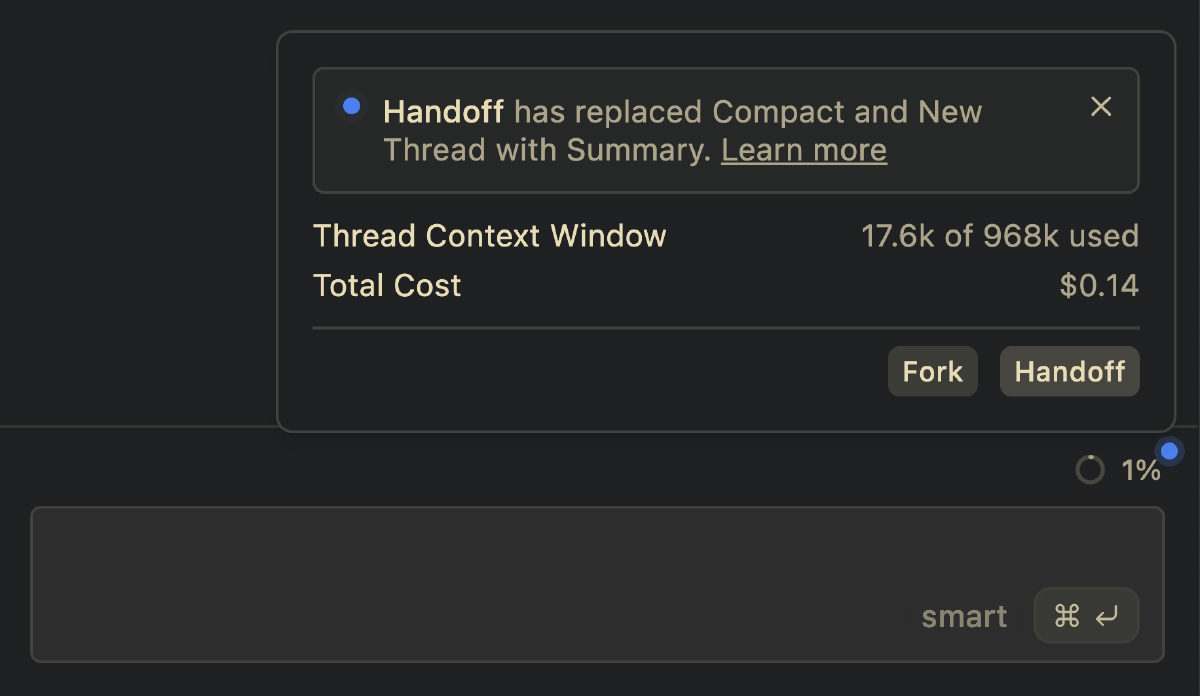 Handoff has replaced Compact and New
Thread with Summary. Learn more
Thread Context Window 17.6k of 968k used
Total Cost $0.14
Fork Handoff
1%
smart ⌘ ↵